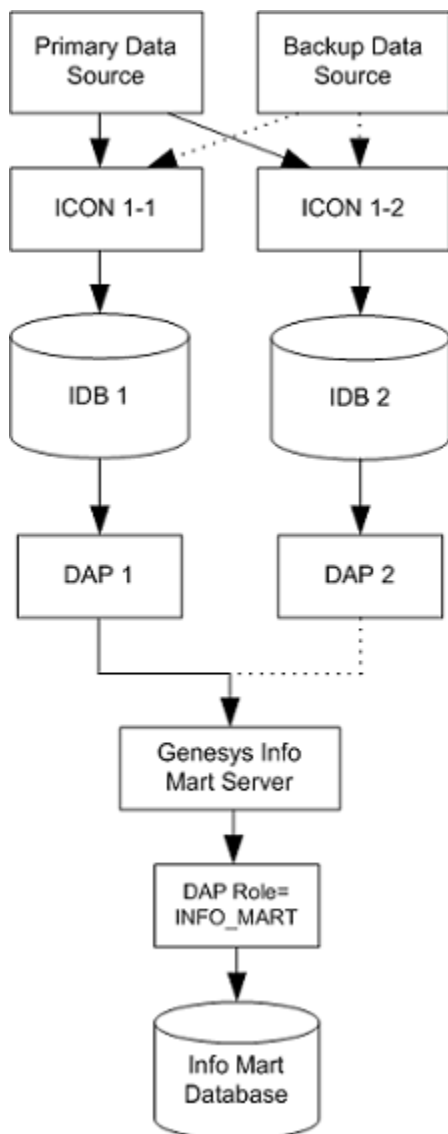 Primary Data
Source
Backup Data
Source
ICON 1-1
ICON 1-2
IDB 1
IDB 2
DAP 1
DAP 2
Genesys Info
Mart Server
DAP Role=
INFO_MART
Info Mart
Database